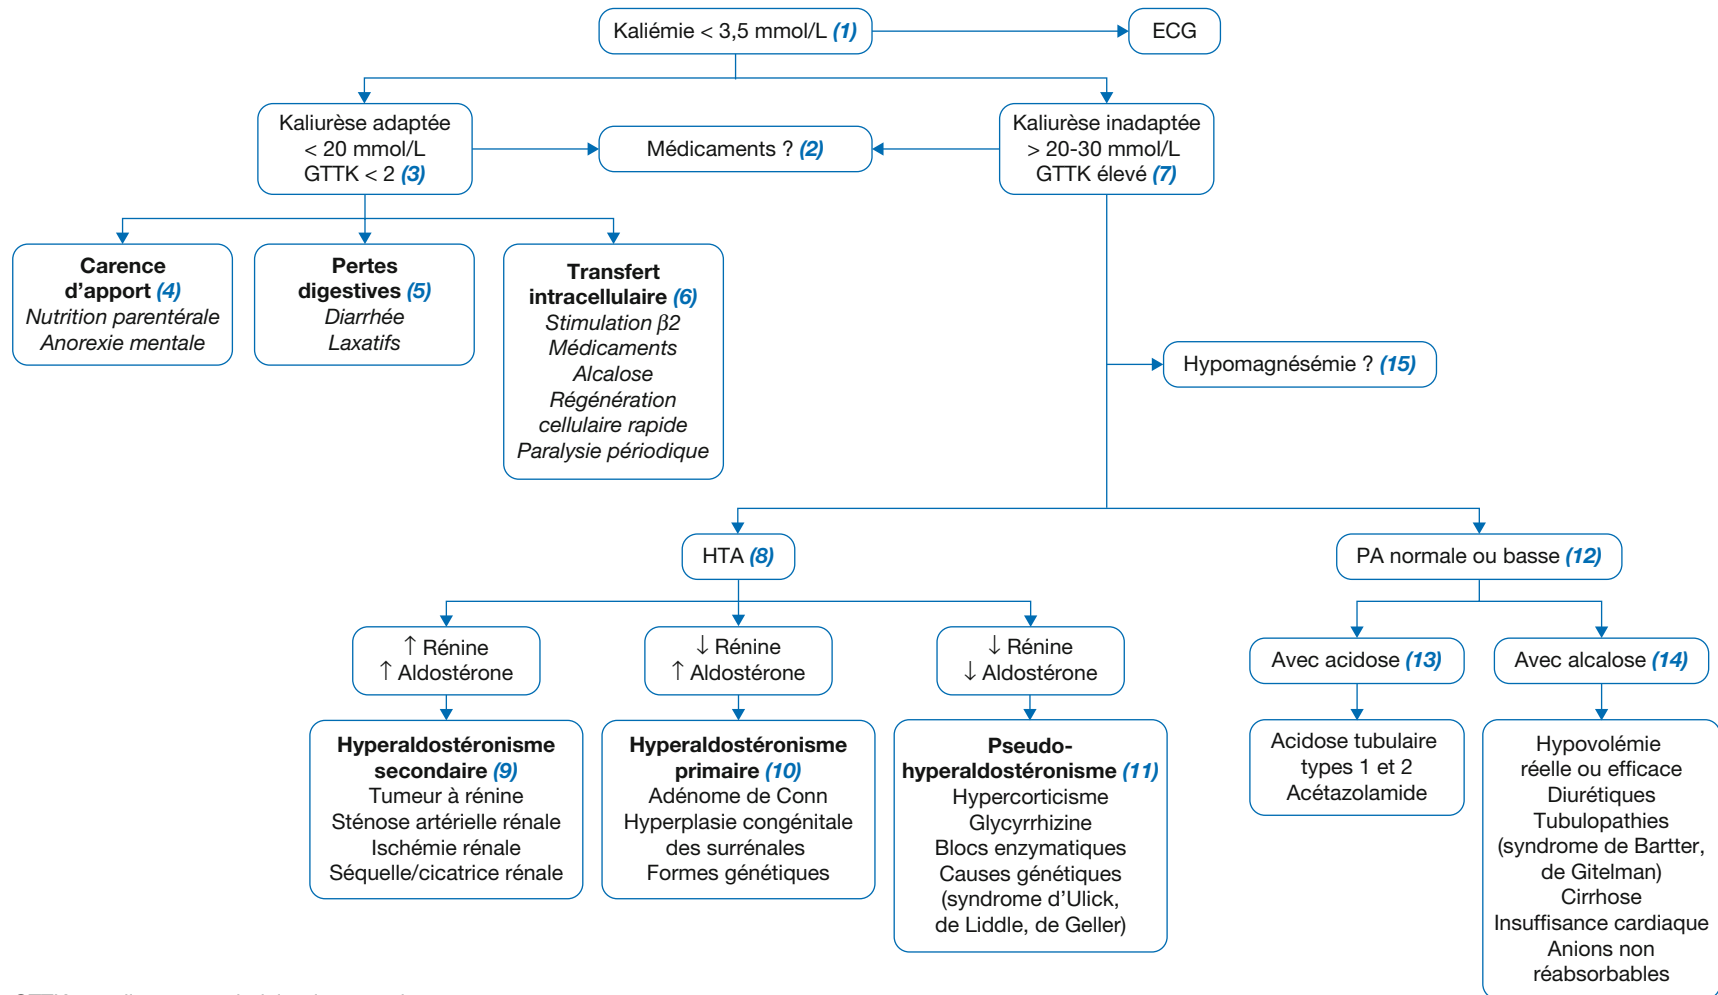 Kaliémie < 3,5 mmol/L (1)
ECG
Kaliurèse adaptée
< 20 mmol/L
GTTK < 2 (3)
Médicaments ? (2)
Kaliurèse inadaptée
> 20-30 mmol/L
GTTK élevé (7)
Carence
d'apport (4)
Nutrition parentérale
Anorexie mentale
Pertes
digestives (5)
Diarrhée
Laxatifs
Transfert
intracellulaire (6)
Stimulation β2
Médicaments
Alcalose
Régénération
cellulaire rapide
Paralysie périodique
Hypomagnésémie ? (15)
HTA (8)
PA normale ou basse (12)
↑ Rénine
↑ Aldostérone
↓ Rénine
↑ Aldostérone
↓ Rénine
↓ Aldostérone
Avec acidose (13)
Avec alcalose (14)
Hyperaldostéronisme
secondaire (9)
Tumeur à rénine
Sténose artérielle rénale
Ischémie rénale
Séquelle/cicatrice rénale
Hyperaldostéronisme
primaire (10)
Adénome de Conn
Hyperplasie congénitale
des surrénales
Formes génétiques
Pseudo-
hyperaldostéronisme (11)
Hypercorticisme
Glycyrrhizine
Blocs enzymatiques
Causes génétiques
(syndrome d'Ulick,
de Liddle, de Geller)
Acidose tubulaire
types 1 et 2
Acétazolamide
Hypovolémie
réelle ou efficace
Diurétiques
Tubulopathies
(syndrome de Bartter,
de Gitelman)
Cirrhose
Insuffisance cardiaque
Anions non
réabsorbables